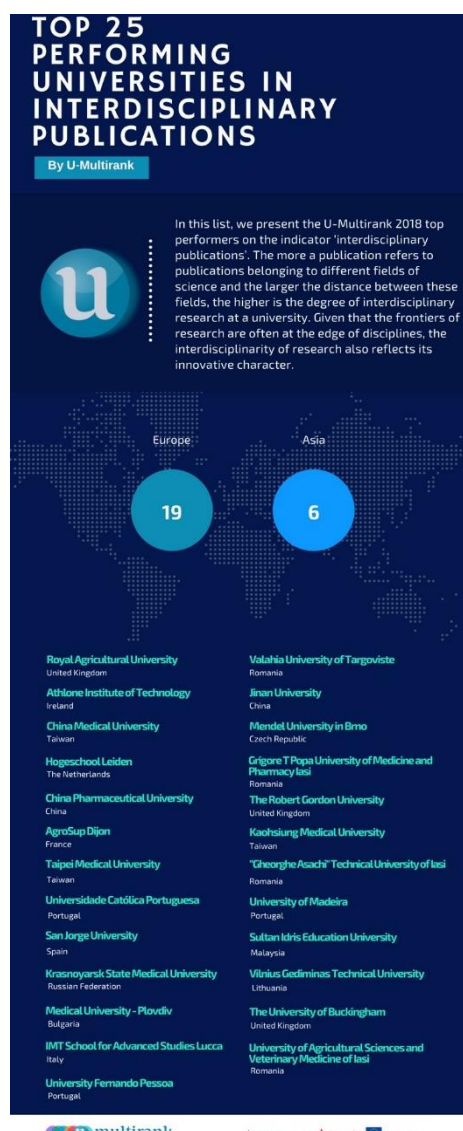 TOP 25
PERFORMING
UNIVERSITIES IN
INTERDISCIPLINARY
PUBLICATIONS
By U-Multirank
u
In this list, we present the U-Multirank 2018 top
performers on the indicator 'interdisciplinary
publications'. The more a publication refers to
publications belonging to different fields of
science and the larger the distance between these
fields, the higher is the degree of interdisciplinary
research at a university. Given that the frontiers of
research are often at the edge of disciplines, the
interdisciplinarity of research also reflects its
innovative character.
Europe
19
Asia
6
Royal Agricultural University
United Kingdom
Athlone Institute of Technology
Ireland
China Medical University
Taiwan
Hogeschool Leiden
The Netherlands
China Pharmaceutical University
China
AgroSup Dijon
France
Taipei Medical University
Taiwan
Universidade Católica Portuguesa
Portugal
San Jorge University
Spain
Krasnoyarsk State Medical University
Russian Federation
Medical University - Plovdiv
Bulgaria
IMT School for Advanced Studies Lucca
Italy
University Fernando Pessoa
Portugal
Valahia University of Targoviste
Romania
Jinan University
China
Mendel University in Brno
Czech Republic
Grigore T Popa University of Medicine and
Pharmacy Iasi
Romania
The Robert Gordon University
United Kingdom
Kaohsiung Medical University
Taiwan
"Gheorghe Asachi" Technical University of Iasi
Romania
University of Madeira
Portugal
Sultan Idris Education University
Malaysia
Vilnius Gediminas Technical University
Lithuania
The University of Buckingham
United Kingdom
University of Agricultural Sciences and
Veterinary Medicine of Iasi
Romania
multirank